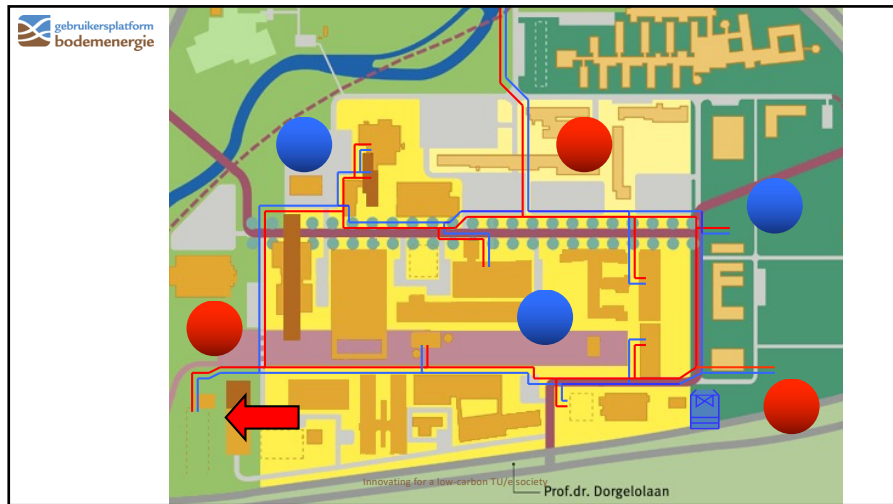 gebruikersplatform
bodemenergie
Innovating for a low-carbon TU/e society
Prof.dr. Dorgelolaan